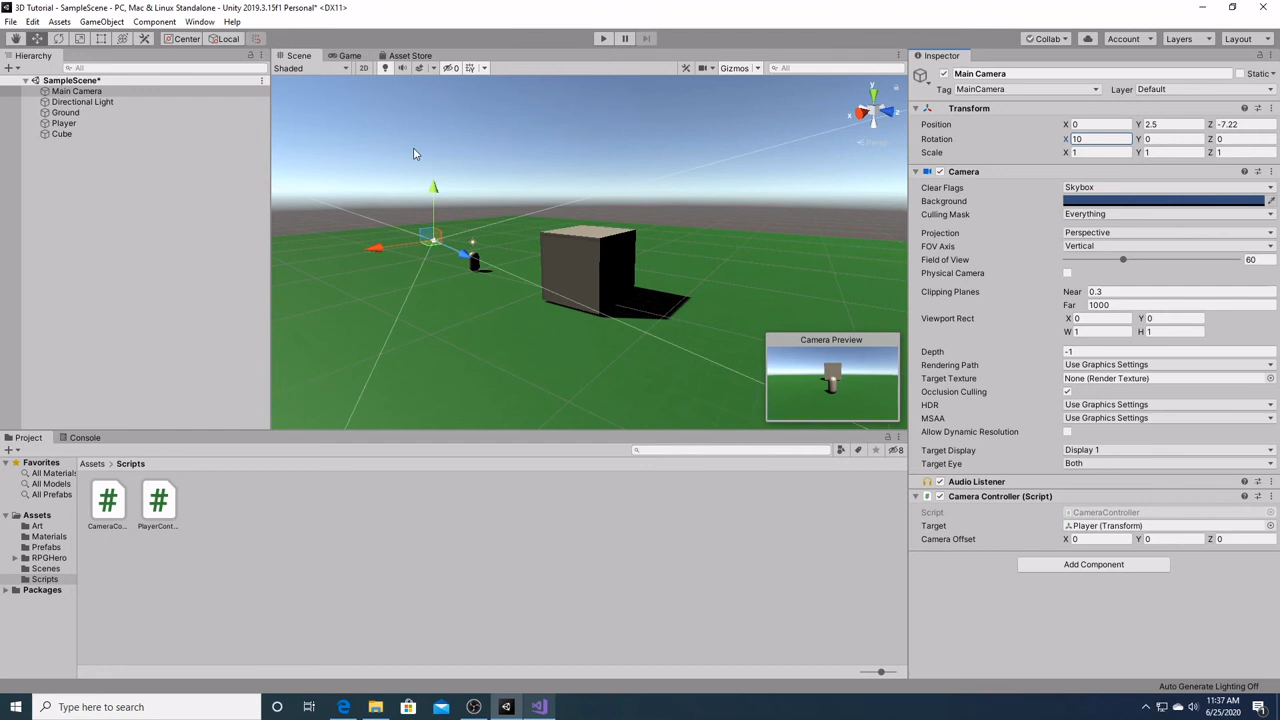 3D Tutorial - SampleScene - PC, Mac & Linux Standalone - Unity 2019.3.15f1 Personal* <DX11>
File Edit Assets GameObject Component Window Help
Center Local Collab Account Layers Layout
Hierarchy
All
SampleScene*
Main Camera
Directional Light
Ground
Player
Cube
Scene Game Asset Store
Shaded 2D 0 Gizmos All
y
x
z
Persp
Camera Preview
Inspector
Main Camera Static
Tag MainCamera Layer Default
Transform
Position X 0 Y 2.5 Z -7.22
Rotation X 10 Y 0 Z 0
Scale X 1 Y 1 Z 1
Camera
Clear Flags Skybox
Background
Culling Mask Everything
Projection Perspective
FOV Axis Vertical
Field of View 60
Physical Camera
Clipping Planes Near 0.3
Far 1000
Viewport Rect X 0 Y 0
W 1 H 1
Depth -1
Rendering Path Use Graphics Settings
Target Texture None (Render Texture)
Occlusion Culling
HDR Use Graphics Settings
MSAA Use Graphics Settings
Allow Dynamic Resolution
Target Display Display 1
Target Eye Both
Audio Listener
Camera Controller (Script)
Script CameraController
Target Player (Transform)
Camera Offset X 0 Y 0 Z 0
Add Component
Project Console
8
Favorites
All Materials
All Models
All Prefabs
Assets
Art
Materials
Prefabs
RPGHero
Scenes
Scripts
Packages
Assets > Scripts
# #
CameraCo... PlayerCont...
Auto Generate Lighting Off
Type here to search
11:37 AM
6/25/2020
1